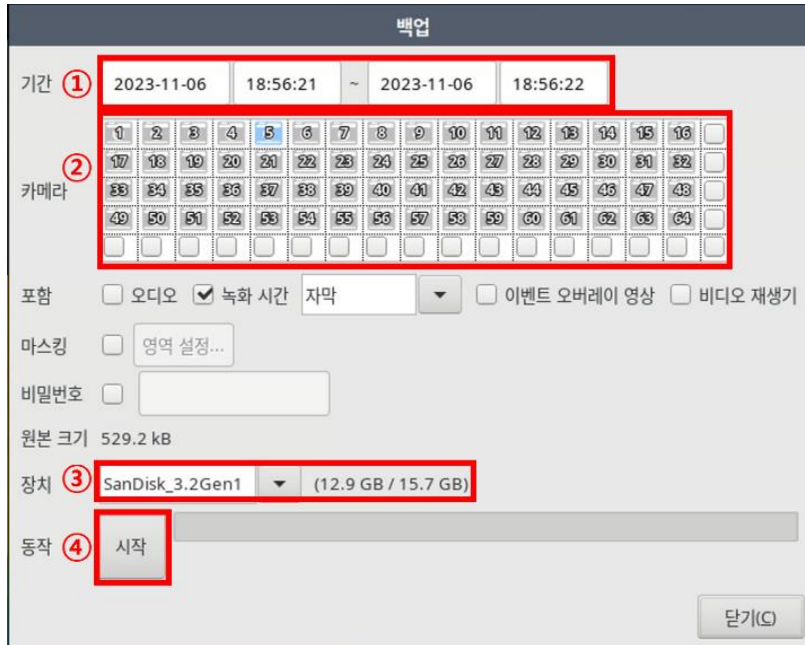 백업
기간 ① 2023-11-06 18:56:21 ~ 2023-11-06 18:56:22
1 2 3 4 5 6 7 8 9 10 11 12 13 14 15 16
② 17 18 19 20 21 22 23 24 25 26 27 28 29 30 31 32
카메라 33 34 35 36 37 38 39 40 41 42 43 44 45 46 47 48
49 50 51 52 53 54 55 56 57 58 59 60 61 62 63 64
포함 오디오 녹화 시간 자막 이벤트 오버레이 영상 비디오 재생기
마스킹 영역 설정...
비밀번호
원본 크기 529.2 kB
장치 ③ SanDisk_3.2Gen1 (12.9 GB / 15.7 GB)
동작 ④ 시작
닫기(C)